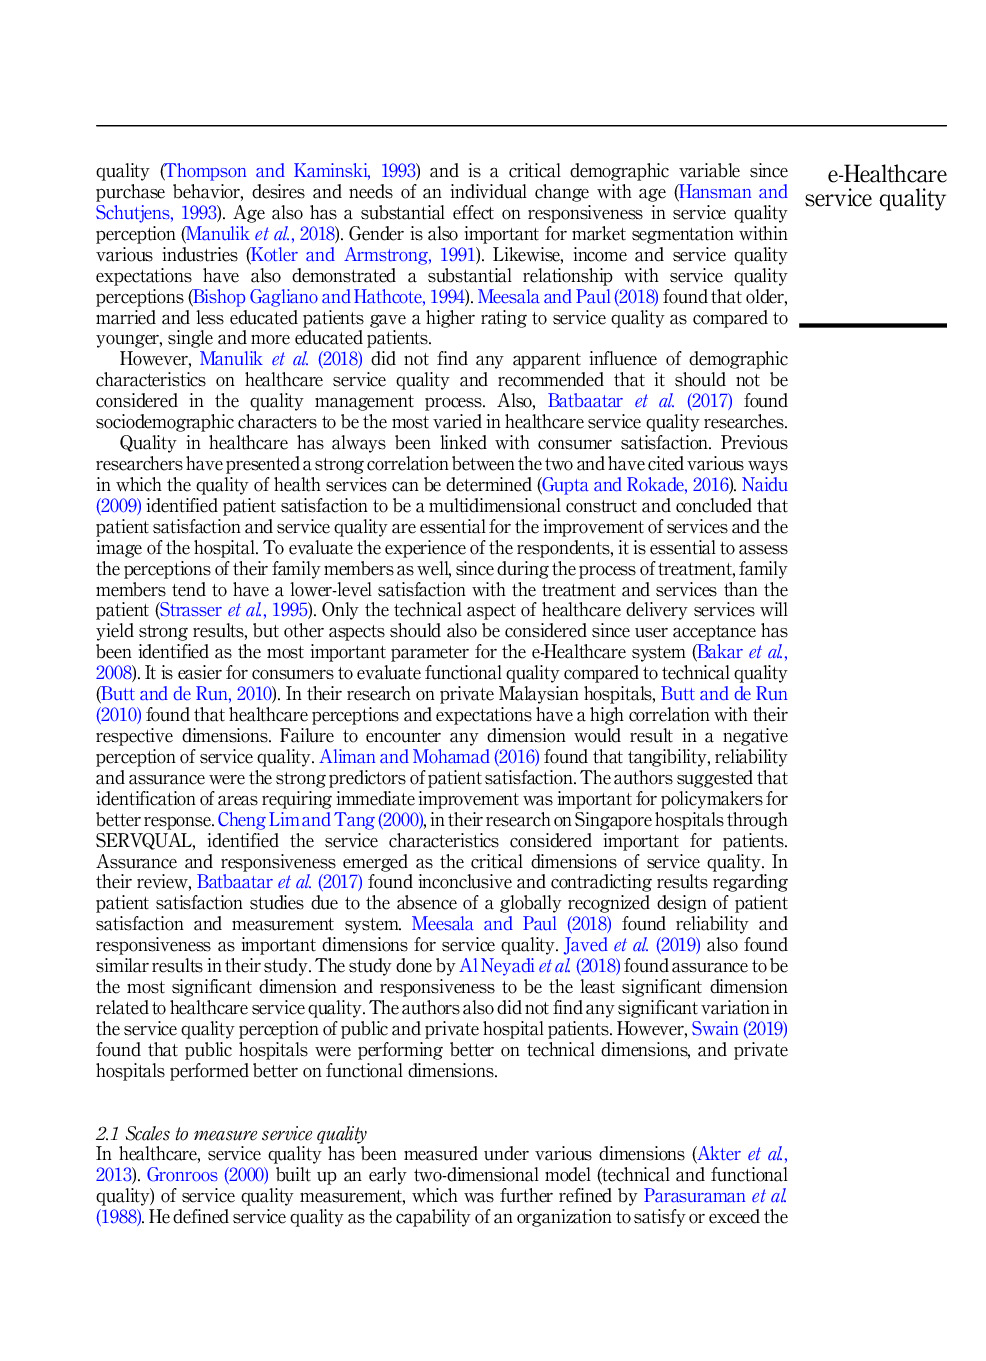 e-Healthcare
service quality
quality (Thompson and Kaminski, 1993) and is a critical demographic variable since
purchase behavior, desires and needs of an individual change with age (Hansman and
Schutjens, 1993). Age also has a substantial effect on responsiveness in service quality
perception (Manulik et al., 2018). Gender is also important for market segmentation within
various industries (Kotler and Armstrong, 1991). Likewise, income and service quality
expectations have also demonstrated a substantial relationship with service quality
perceptions (Bishop Gagliano and Hathcote, 1994). Meesala and Paul (2018) found that older,
married and less educated patients gave a higher rating to service quality as compared to
younger, single and more educated patients.
However, Manulik et al. (2018) did not find any apparent influence of demographic
characteristics on healthcare service quality and recommended that it should not be
considered in the quality management process. Also, Batbaatar et al. (2017) found
sociodemographic characters to be the most varied in healthcare service quality researches.
Quality in healthcare has always been linked with consumer satisfaction. Previous
researchers have presented a strong correlation between the two and have cited various ways
in which the quality of health services can be determined (Gupta and Rokade, 2016). Naidu
(2009) identified patient satisfaction to be a multidimensional construct and concluded that
patient satisfaction and service quality are essential for the improvement of services and the
image of the hospital. To evaluate the experience of the respondents, it is essential to assess
the perceptions of their family members as well, since during the process of treatment, family
members tend to have a lower-level satisfaction with the treatment and services than the
patient (Strasser et al., 1995). Only the technical aspect of healthcare delivery services will
yield strong results, but other aspects should also be considered since user acceptance has
been identified as the most important parameter for the e-Healthcare system (Bakar et al.,
2008). It is easier for consumers to evaluate functional quality compared to technical quality
(Butt and de Run, 2010). In their research on private Malaysian hospitals, Butt and de Run
(2010) found that healthcare perceptions and expectations have a high correlation with their
respective dimensions. Failure to encounter any dimension would result in a negative
perception of service quality. Aliman and Mohamad (2016) found that tangibility, reliability
and assurance were the strong predictors of patient satisfaction. The authors suggested that
identification of areas requiring immediate improvement was important for policymakers for
better response. Cheng Lim and Tang (2000), in their research on Singapore hospitals through
SERVQUAL, identified the service characteristics considered important for patients.
Assurance and responsiveness emerged as the critical dimensions of service quality. In
their review, Batbaatar et al. (2017) found inconclusive and contradicting results regarding
patient satisfaction studies due to the absence of a globally recognized design of patient
satisfaction and measurement system. Meesala and Paul (2018) found reliability and
responsiveness as important dimensions for service quality. Javed et al. (2019) also found
similar results in their study. The study done by Al Neyadi et al. (2018) found assurance to be
the most significant dimension and responsiveness to be the least significant dimension
related to healthcare service quality. The authors also did not find any significant variation in
the service quality perception of public and private hospital patients. However, Swain (2019)
found that public hospitals were performing better on technical dimensions, and private
hospitals performed better on functional dimensions.
2.1 Scales to measure service quality
In healthcare, service quality has been measured under various dimensions (Akter et al.,
2013). Gronroos (2000) built up an early two-dimensional model (technical and functional
quality) of service quality measurement, which was further refined by Parasuraman et al.
(1988). He defined service quality as the capability of an organization to satisfy or exceed the